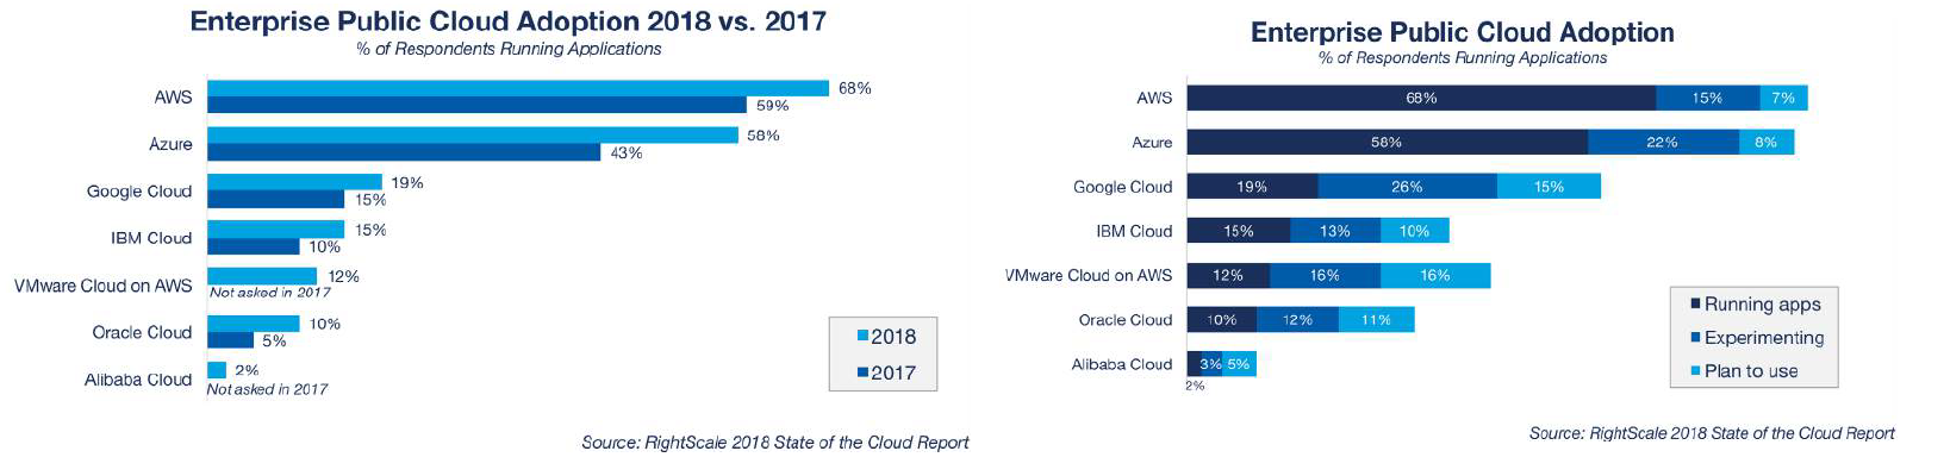 Enterprise Public Cloud Adoption 2018 vs. 2017
% of Respondents Running Applications
AWS
68%
59%
Azure
58%
43%
Google Cloud
19%
15%
IBM Cloud
15%
10%
VMware Cloud on AWS
12%
Not asked in 2017
Oracle Cloud
10%
5%
Alibaba Cloud
2%
Not asked in 2017
2018
2017
Source: RightScale 2018 State of the Cloud Report
Enterprise Public Cloud Adoption
% of Respondents Running Applications
AWS 68% 15% 7%
Azure 58% 22% 8%
Google Cloud 19% 26% 15%
IBM Cloud 15% 13% 10%
VMware Cloud on AWS 12% 16% 16%
Oracle Cloud 10% 12% 11%
Alibaba Cloud 3% 5%
2%
Running apps
Experimenting
Plan to use
Source: RightScale 2018 State of the Cloud Report